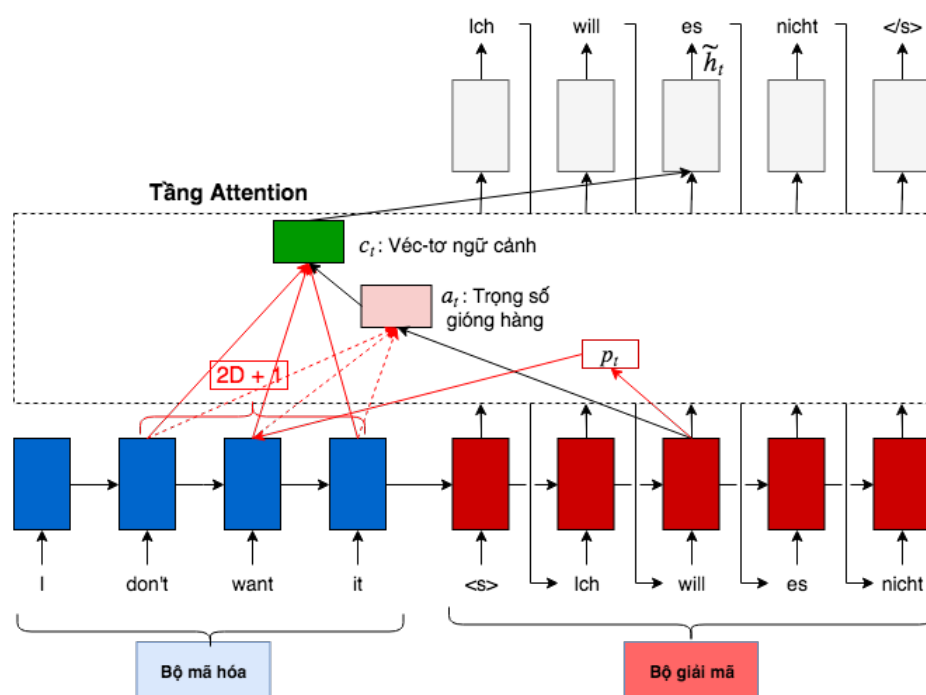 Ich will es nicht </s>
h̃ₜ
Tầng Attention
cₜ: Véc-tơ ngữ cảnh
aₜ: Trọng số
gióng hàng
pₜ
2D + 1
I don't want it <s> Ich will es nicht
Bộ mã hóa Bộ giải mã